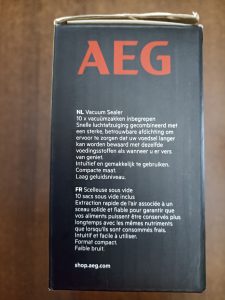 AEG
NL Vacuum Sealer
10 x vacuümzakken inbegrepen
Snelle luchtafzuiging gecombineerd met
een sterke, betrouwbare afdichting om
ervoor te zorgen dat uw voedsel langer
kan worden bewaard met dezelfde
voedingsstoffen als wanneer u er vers
van geniet.
Intuitief en gemakkelijk te gebruiken.
Compacte maat.
Laag geluidsniveau.
FR Scelleuse sous vide
10 sacs sous vide inclus
Extraction rapide de l'air associée à un
sceau solide et fiable pour garantir que
vos aliments puissent être conservés plus
longtemps avec les mêmes nutriments
que lorsqu'ils sont consommés frais.
Intuitif et facile à utiliser.
Format compact.
Faible bruit.
shop.aeg.com